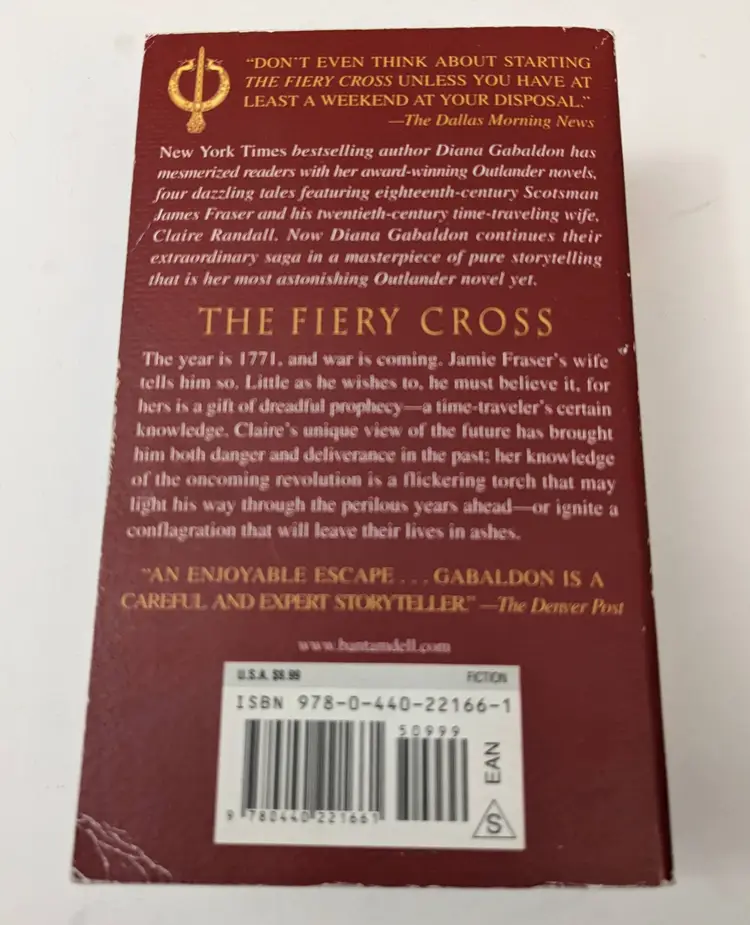 “DON’T EVEN THINK ABOUT STARTING
THE FIERY CROSS UNLESS YOU HAVE AT
LEAST A WEEKEND AT YOUR DISPOSAL.”
—The Dallas Morning News
New York Times bestselling author Diana Gabaldon has
mesmerized readers with her award-winning Outlander novels,
four dazzling tales featuring eighteenth-century Scotsman
James Fraser and his twentieth-century time-traveling wife,
Claire Randall. Now Diana Gabaldon continues their
extraordinary saga in a masterpiece of pure storytelling
that is her most astonishing Outlander novel yet.
THE FIERY CROSS
The year is 1771, and war is coming. Jamie Fraser’s wife
tells him so. Little as he wishes to, he must believe it, for
hers is a gift of dreadful prophecy—a time-traveler’s certain
knowledge. Claire’s unique view of the future has brought
him both danger and deliverance in the past; her knowledge
of the oncoming revolution is a flickering torch that may
light his way through the perilous years ahead—or ignite a
conflagration that will leave their lives in ashes.
“AN ENJOYABLE ESCAPE . . . GABALDON IS A
CAREFUL AND EXPERT STORYTELLER.” —The Denver Post
www.bantamdell.com
U.S.A. $9.99 FICTION
ISBN 978-0-440-22166-1
50999
EAN
9 780440 221661
S